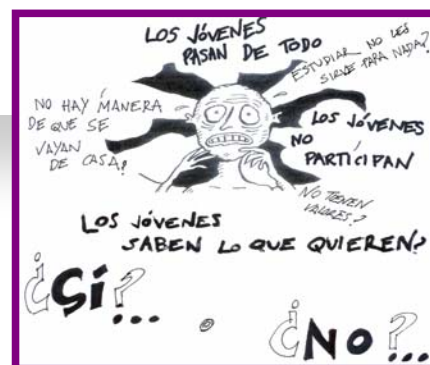 LOS JÓVENES
PASAN DE TODO
ESTUDIAR NO LES
SIRVE PARA NADA?
NO HAY MANERA
DE QUE SE
VAYAN
DE CASA?
LOS JÓVENES
NO
PARTICIPAN
NO TIENEN
VALORES?
LOS JÓVENES
SABEN LO QUE QUIEREN?
¿SÍ?...
o
¿NO?...